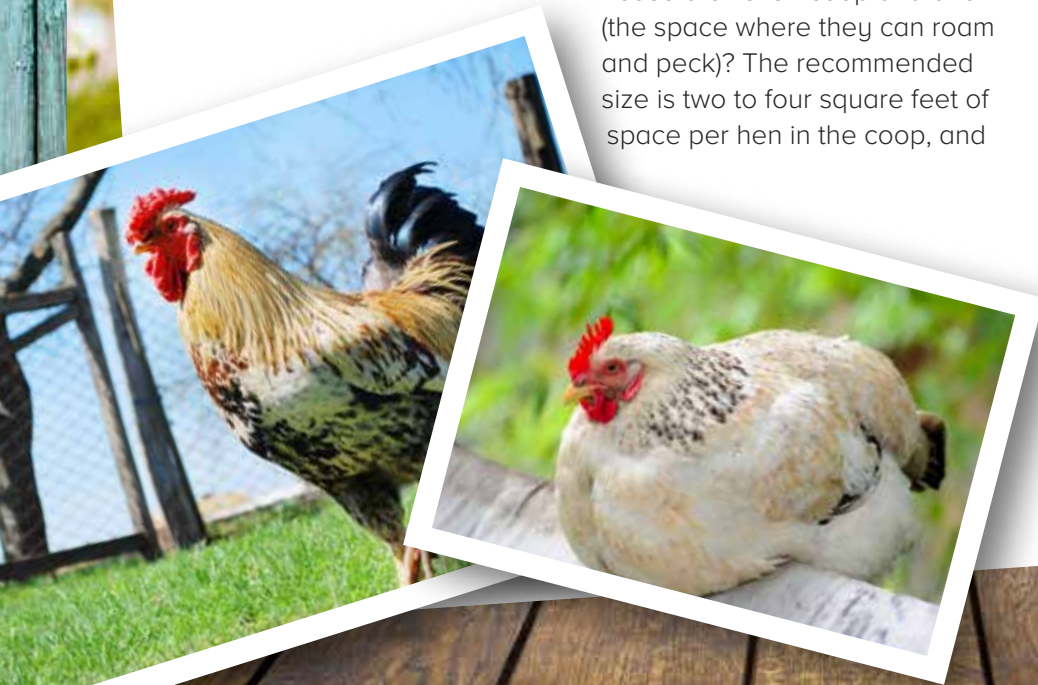 (the space where they can roam
and peck)? The recommended
size is two to four square feet of
space per hen in the coop, and